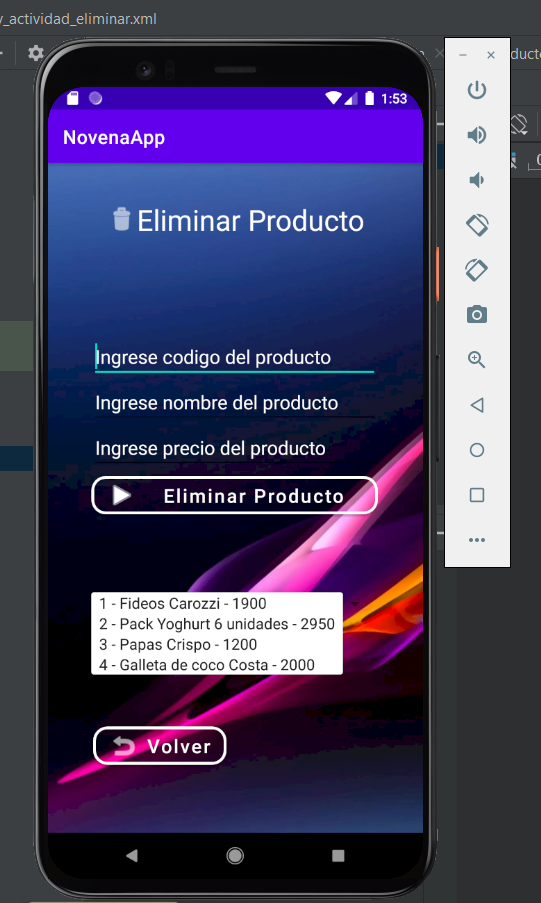 y_actividad_eliminar.xml
ducto
1:53
NovenaApp
Eliminar Producto
Ingrese codigo del producto
Ingrese nombre del producto
Ingrese precio del producto
Eliminar Producto
1 - Fideos Carozzi - 1900
2 - Pack Yoghurt 6 unidades - 2950
3 - Papas Crispo - 1200
4 - Galleta de coco Costa - 2000
Volver